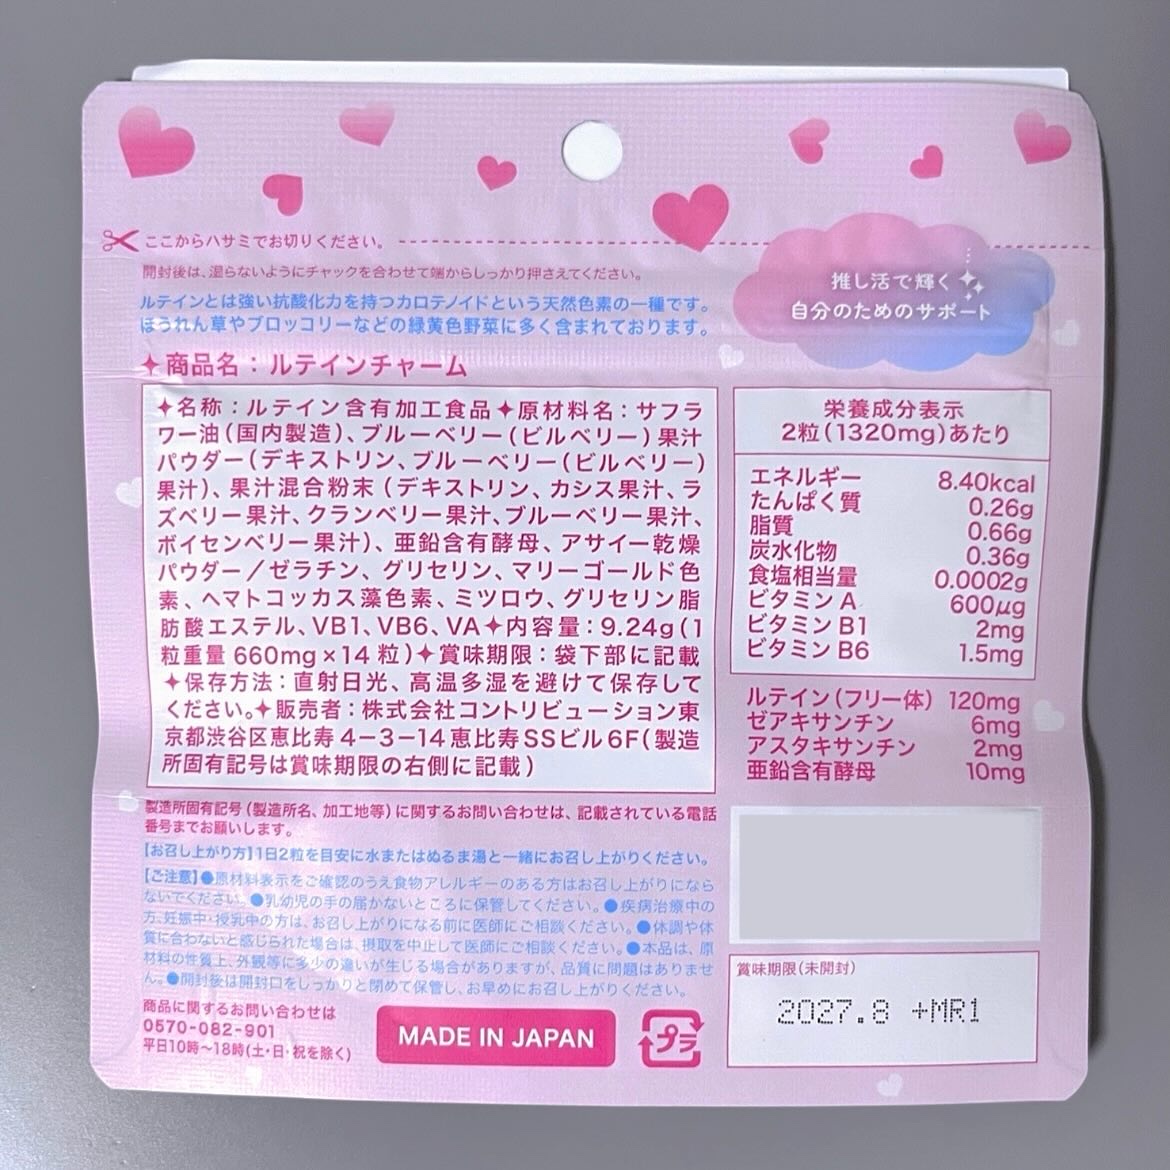 ここからハサミでお切りください。
開封後は、湿らないようにチャックを合わせて端からしっかり押さえてください。
ルテインとは強い抗酸化力を持つカロテノイドという天然色素の一種です。
ほうれん草やブロッコリーなどの緑黄色野菜に多く含まれております。
推し活で輝く
自分のためのサポート
✦商品名：ルテインチャーム
✦名称：ルテイン含有加工食品✦原材料名：サフラ
ワー油(国内製造)、ブルーベリー(ビルベリー)果汁
パウダー(デキストリン、ブルーベリー(ビルベリー)
果汁)、果汁混合粉末(デキストリン、カシス果汁、ラ
ズベリー果汁、クランベリー果汁、ブルーベリー果汁、
ボイセンベリー果汁)、亜鉛含有酵母、アサイー乾燥
パウダー／ゼラチン、グリセリン、マリーゴールド色
素、ヘマトコッカス藻色素、ミツロウ、グリセリン脂
肪酸エステル、VB1、VB6、VA✦内容量：9.24g(1
粒重量 660mg×14粒)✦賞味期限：袋下部に記載
✦保存方法：直射日光、高温多湿を避けて保存して
ください。✦販売者：株式会社コントリビューション東
京都渋谷区恵比寿4−3−14恵比寿SSビル6F(製造
所固有記号は賞味期限の右側に記載)
栄養成分表示
2粒(1320mg)あたり
エネルギー 8.40kcal
たんぱく質 0.26g
脂質 0.66g
炭水化物 0.36g
食塩相当量 0.0002g
ビタミンA 600μg
ビタミンB1 2mg
ビタミンB6 1.5mg
ルテイン(フリー体) 120mg
ゼアキサンチン 6mg
アスタキサンチン 2mg
亜鉛含有酵母 10mg
製造所固有記号(製造所名、加工地等)に関するお問い合わせは、記載されている電話
番号までお願いします。
【お召し上がり方】1日2粒を目安に水またはぬるま湯と一緒にお召し上がりください。
【ご注意】●原材料表示をご確認のうえ食物アレルギーのある方はお召し上がりになら
ないでください。●乳幼児の手の届かないところに保管してください。●疾病治療中の
方、妊娠中・授乳中の方は、お召し上がりになる前に医師にご相談ください。●体調や体
質に合わないと感じられた場合は、摂取を中止して医師にご相談ください。●本品は、原
材料の性質上、外観等に多少の違いが生じる場合がありますが、品質に問題はありませ
ん。●開封後は開封口をしっかりと閉めて保管し、お早めにお召し上がりください。
商品に関するお問い合わせは
0570-082-901
平日10時〜18時(土・日・祝を除く)
MADE IN JAPAN
プラ
賞味期限(未開封)
2027.8 +MR1